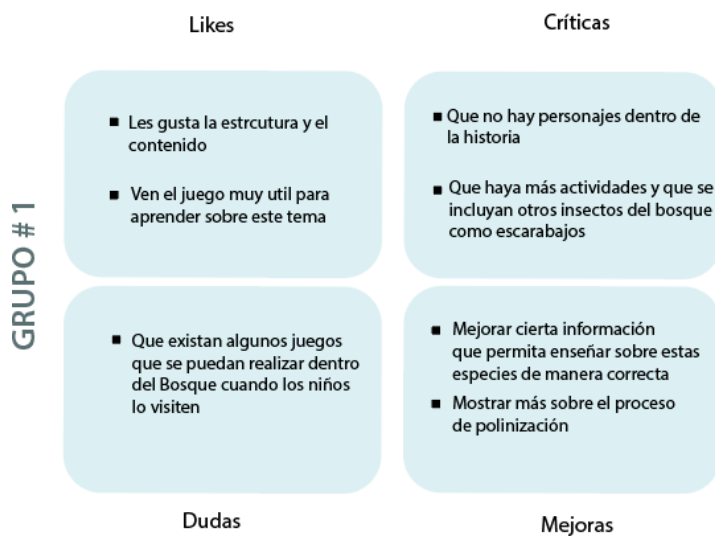 Likes
Críticas
GRUPO # 1
■ Les gusta la estrcutura y el
contenido
■ Ven el juego muy util para
aprender sobre este tema
■ Que no hay personajes dentro de
la historia
■ Que haya más actividades y que se
incluyan otros insectos del bosque
como escarabajos
■ Que existan algunos juegos
que se puedan realizar dentro
del Bosque cuando los niños
lo visiten
■ Mejorar cierta información
que permita enseñar sobre estas
especies de manera correcta
■ Mostrar más sobre el proceso
de polinización
Dudas
Mejoras